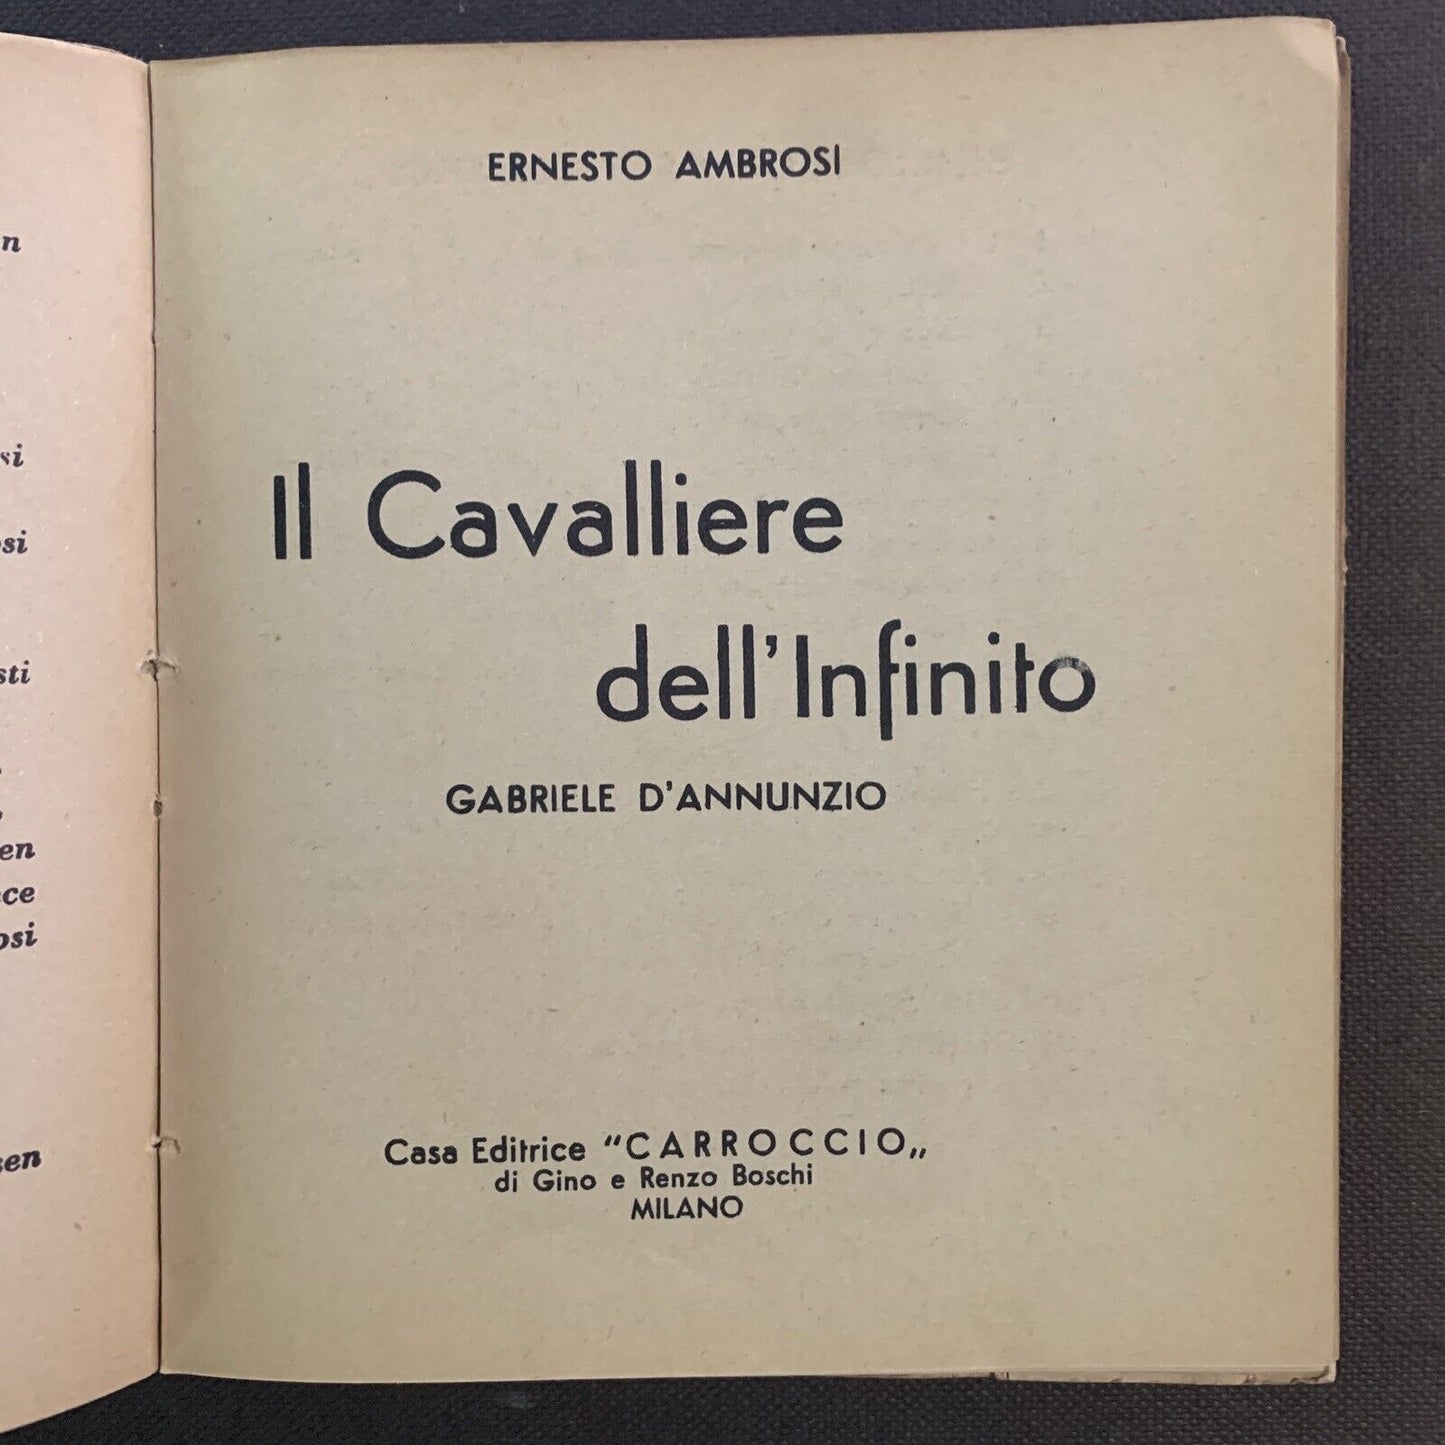 ERNESTO AMBROSI
Il Cavalliere
dell'Infinito
GABRIELE D'ANNUNZIO
Casa Editrice "CARROCCIO„
di Gino e Renzo Boschi
MILANO